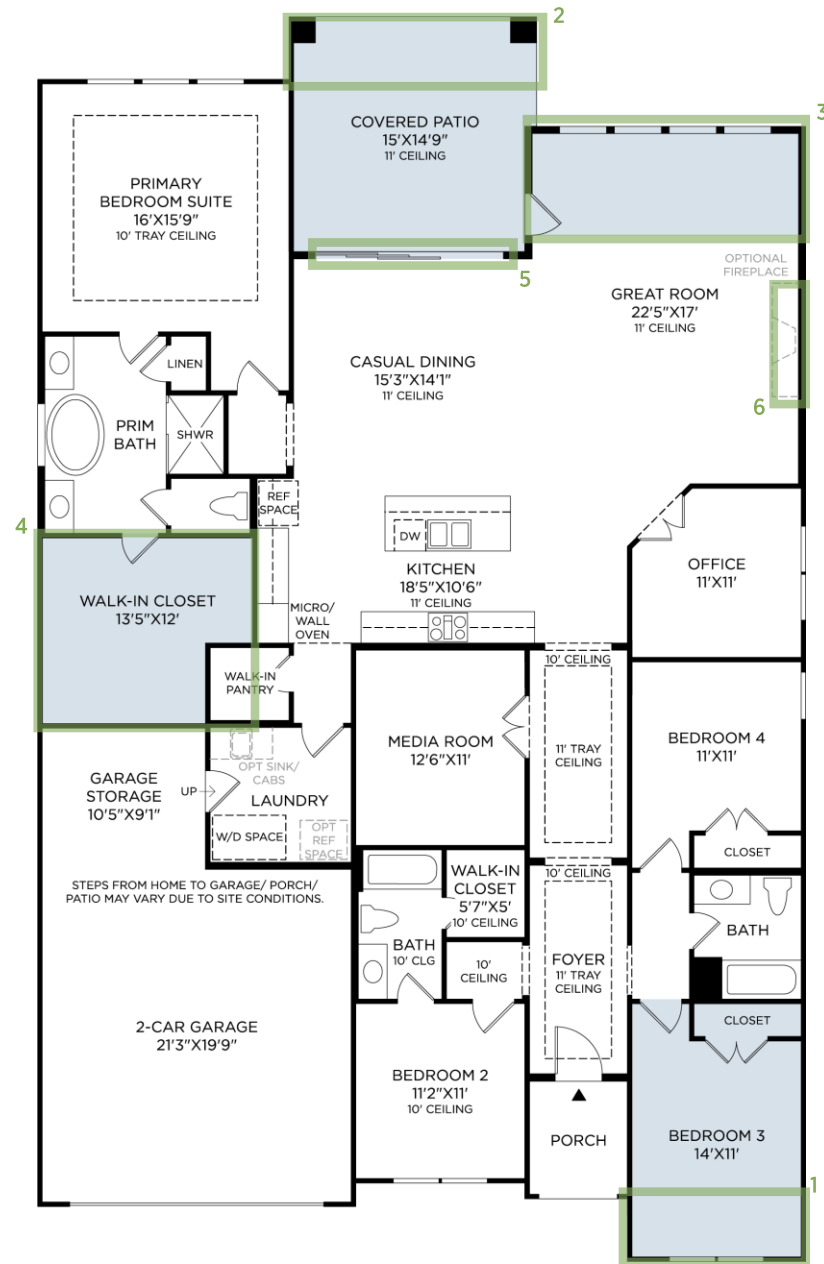 2
3
COVERED PATIO
15'X14'9"
11' CEILING
PRIMARY
BEDROOM SUITE
16'X15'9"
10' TRAY CEILING
5
OPTIONAL
FIREPLACE
GREAT ROOM
22'5"X17'
11' CEILING
6
CASUAL DINING
15'3"X14'1"
11' CEILING
LINEN
PRIM
BATH
SHWR
REF
SPACE
DW
4
WALK-IN CLOSET
13'5"X12'
KITCHEN
18'5"X10'6"
11' CEILING
MICRO/
WALL
OVEN
OFFICE
11'X11'
WALK-IN
PANTRY
10' CEILING
11' TRAY
CEILING
MEDIA ROOM
12'6"X11'
BEDROOM 4
11'X11'
CLOSET
GARAGE
STORAGE
10'5"X9'1"
UP
OPT SINK/
CABS
LAUNDRY
W/D SPACE
OPT
REF
SPACE
STEPS FROM HOME TO GARAGE/ PORCH/
PATIO MAY VARY DUE TO SITE CONDITIONS.
WALK-IN
CLOSET
5'7"X5'
10' CEILING
10' CEILING
BATH
10' CLG
10'
CEILING
FOYER
11' TRAY
CEILING
BATH
CLOSET
2-CAR GARAGE
21'3"X19'9"
BEDROOM 2
11'2"X11'
10' CEILING
PORCH
BEDROOM 3
14'X11'
1